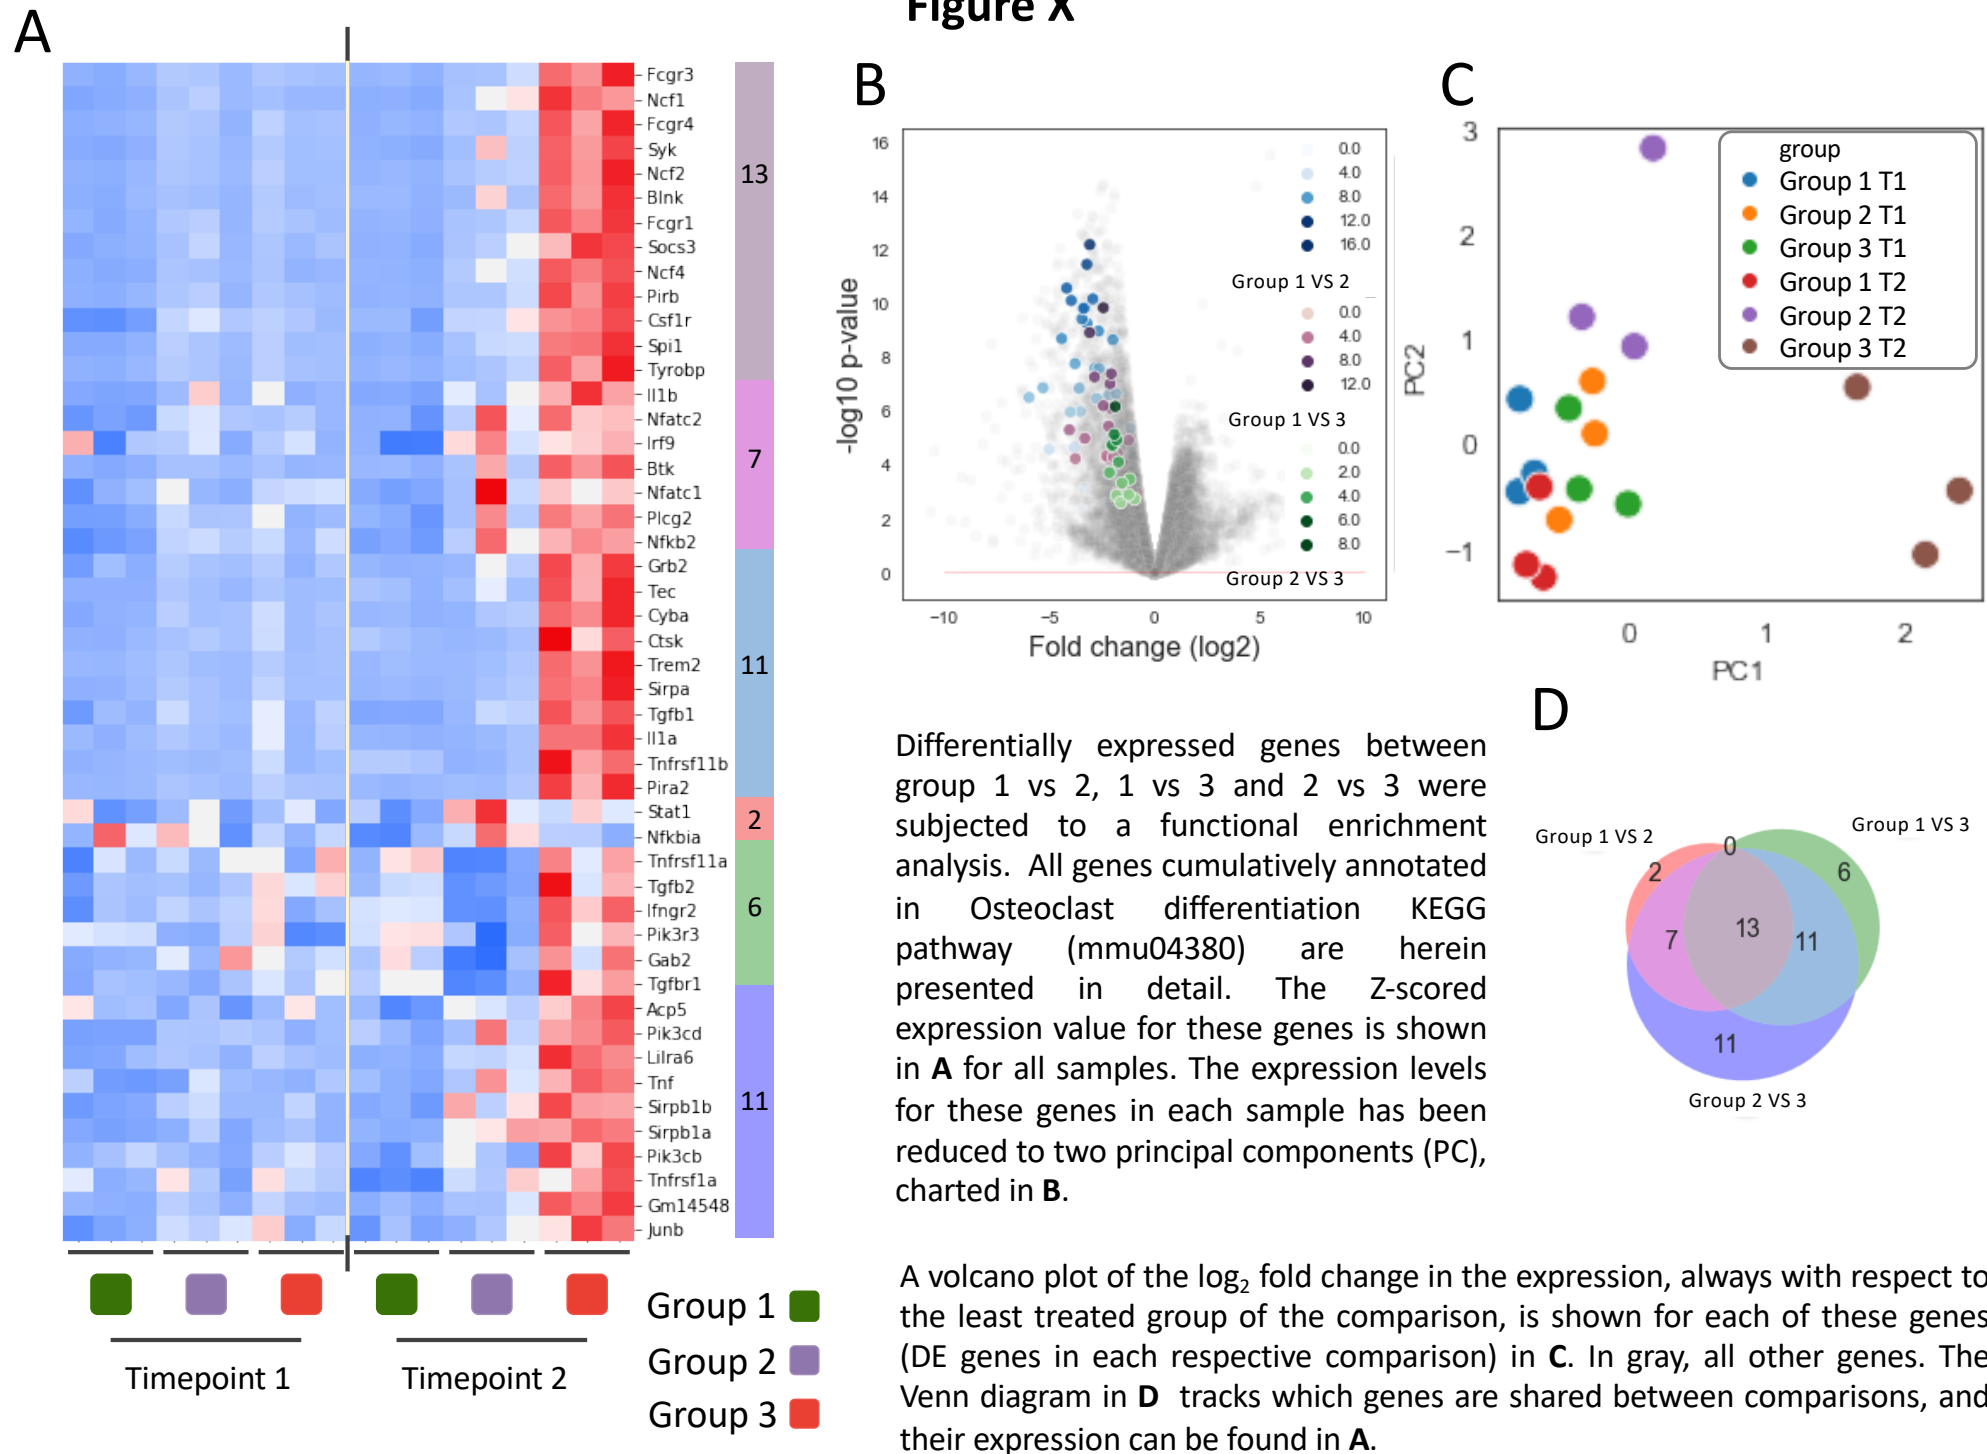 Figure X
A
Fcgr3
Ncf1
Fcgr4
Syk
Ncf2
Blnk
Fcgr1
Socs3
Ncf4
Pirb
Csf1r
Spi1
Tyrobp
Il1b
Nfatc2
Irf9
Btk
Nfatc1
Plcg2
Nfkb2
Grb2
Tec
Cyba
Ctsk
Trem2
Sirpa
Tgfb1
Il1a
Tnfrsf11b
Pira2
Stat1
Nfkbia
Tnfrsf11a
Tgfb2
Ifngr2
Pik3r3
Gab2
Tgfbr1
Acp5
Pik3cd
Lilra6
Tnf
Sirpb1b
Sirpb1a
Pik3cb
Tnfrsf1a
Gm14548
Junb
13
7
11
2
6
11
Timepoint 1
Timepoint 2
Group 1
Group 2
Group 3
B
-log10 p-value
16
14
12
10
8
6
4
2
0
0.0
4.0
8.0
12.0
16.0
Group 1 VS 2
0.0
4.0
8.0
12.0
Group 1 VS 3
0.0
2.0
4.0
6.0
8.0
Group 2 VS 3
−10
−5
0
5
10
Fold change (log2)
C
PC2
3
2
1
0
−1
group
Group 1 T1
Group 2 T1
Group 3 T1
Group 1 T2
Group 2 T2
Group 3 T2
0
1
2
PC1
Differentially expressed genes between
group 1 vs 2, 1 vs 3 and 2 vs 3 were
subjected to a functional enrichment
analysis. All genes cumulatively annotated
in Osteoclast differentiation KEGG
pathway (mmu04380) are herein
presented in detail. The Z-scored
expression value for these genes is shown
in A for all samples. The expression levels
for these genes in each sample has been
reduced to two principal components (PC),
charted in B.
D
Group 1 VS 2
Group 1 VS 3
0
2
6
7
13
11
11
Group 2 VS 3
A volcano plot of the log2 fold change in the expression, always with respect to
the least treated group of the comparison, is shown for each of these genes
(DE genes in each respective comparison) in C. In gray, all other genes. The
Venn diagram in D tracks which genes are shared between comparisons, and
their expression can be found in A.